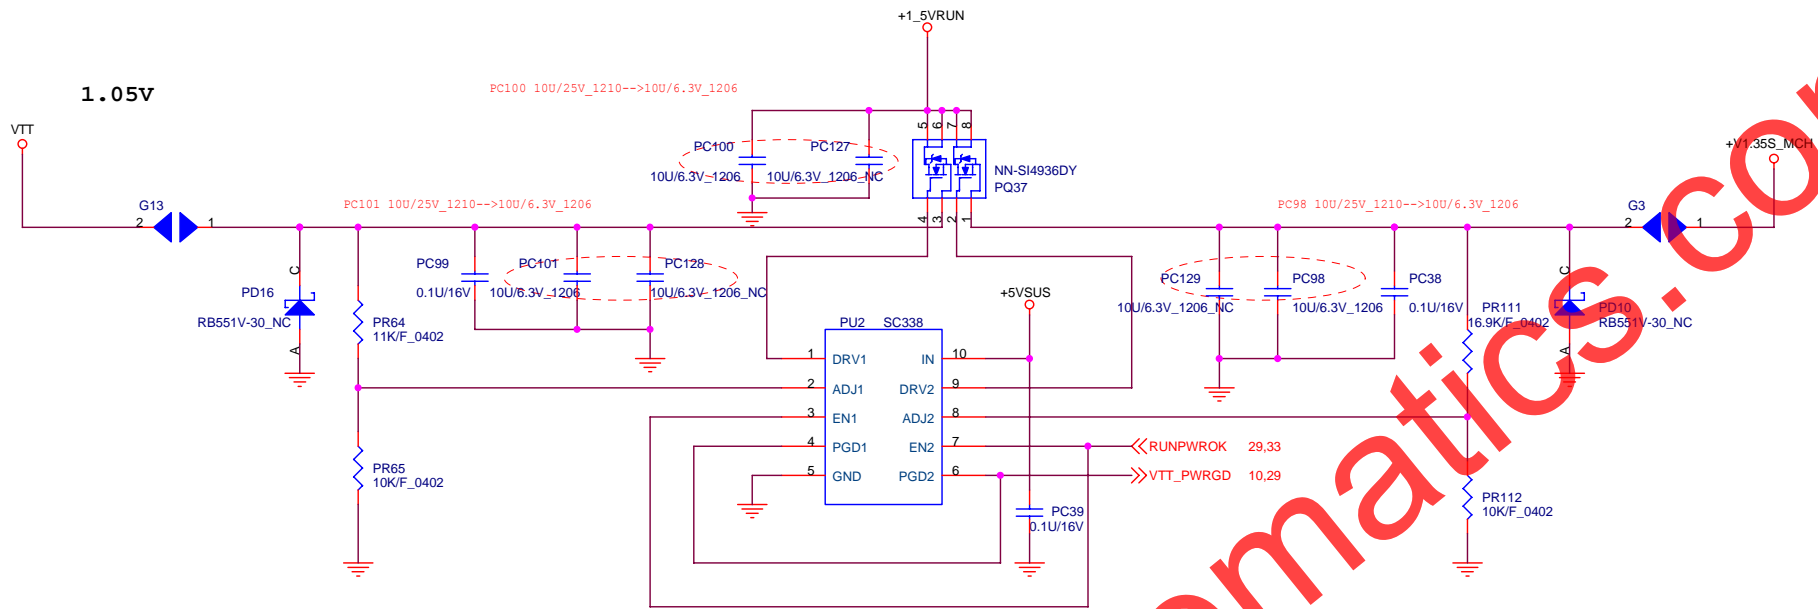 +1_5VRUN
1.05V
PC100 10U/25V_1210-->10U/6.3V_1206
VTT
5 6 7 8
+V1.35S_MCH
PC100 PC127
10U/6.3V_1206 10U/6.3V_1206_NC
NN-SI4936DY
PQ37
G13
2 1
PC101 10U/25V_1210-->10U/6.3V_1206
4 3 2 1
PC98 10U/25V_1210-->10U/6.3V_1206
G3
2 1
C
PD16
RB551V-30_NC
A
PR64
11K/F_0402
PC99
0.1U/16V
PC101
10U/6.3V_1206
PC128
10U/6.3V_1206_NC
+5VSUS
PC129
10U/6.3V_1206_NC
PC98
10U/6.3V_1206
PC38
0.1U/16V
PR111
16.9K/F_0402
C
PD10
RB551V-30_NC
A
PU2 SC338
1 DRV1 IN 10
2 ADJ1 DRV2 9
3 EN1 ADJ2 8
4 PGD1 EN2 7
5 GND PGD2 6
RUNPWROK 29,33
VTT_PWRGD 10,29
PR65
10K/F_0402
PC39
0.1U/16V
PR112
10K/F_0402